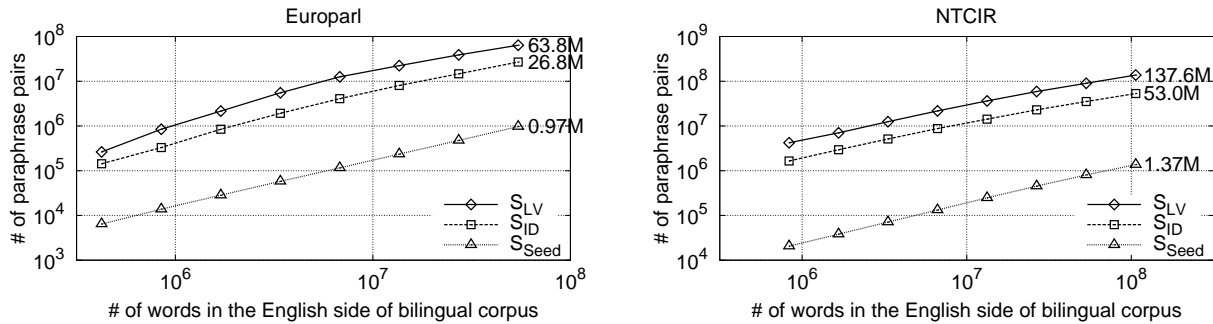 Europarl
# of paraphrase pairs
10^8
10^7
10^6
10^5
10^4
10^3
63.8M
26.8M
0.97M
S_LV
S_ID
S_Seed
10^6 10^7 10^8
# of words in the English side of bilingual corpus
NTCIR
# of paraphrase pairs
10^9
10^8
10^7
10^6
10^5
10^4
137.6M
53.0M
1.37M
S_LV
S_ID
S_Seed
10^6 10^7 10^8
# of words in the English side of bilingual corpus